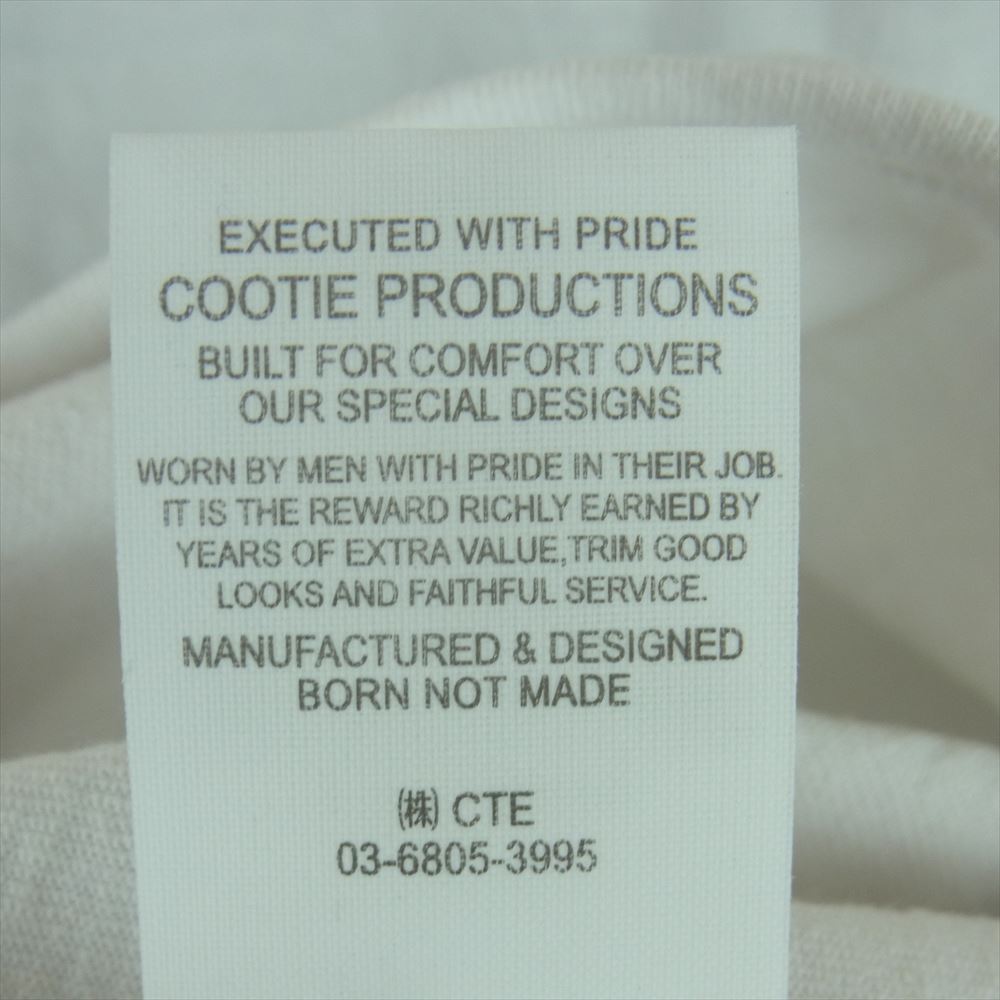 EXECUTED WITH PRIDE
COOTIE PRODUCTIONS
BUILT FOR COMFORT OVER
OUR SPECIAL DESIGNS
WORN BY MEN WITH PRIDE IN THEIR JOB.
IT IS THE REWARD RICHLY EARNED BY
YEARS OF EXTRA VALUE,TRIM GOOD
LOOKS AND FAITHFUL SERVICE.
MANUFACTURED & DESIGNED
BORN NOT MADE
㈱ CTE
03-6805-3995